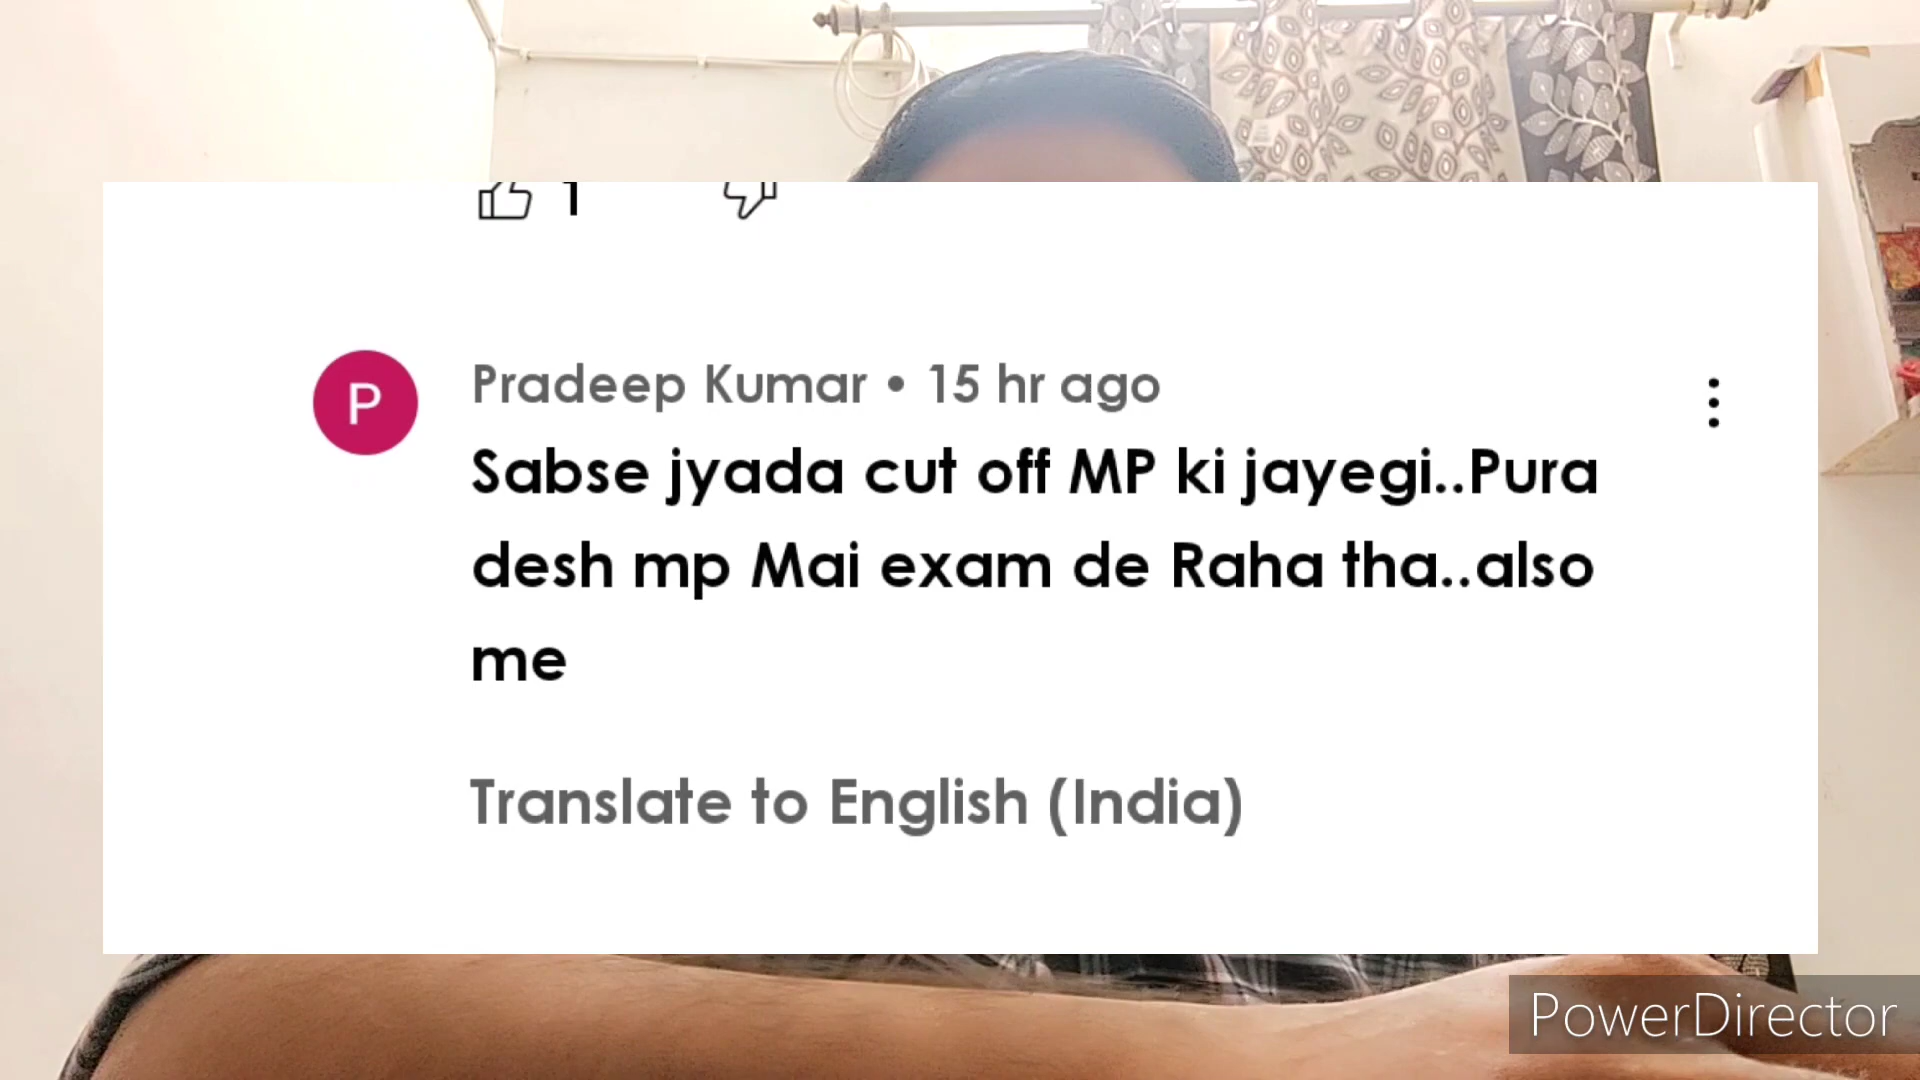 1
P
Pradeep Kumar • 15 hr ago
Sabse jyada cut off MP ki jayegi..Pura
desh mp Mai exam de Raha tha..also
me
Translate to English (India)
PowerDirector